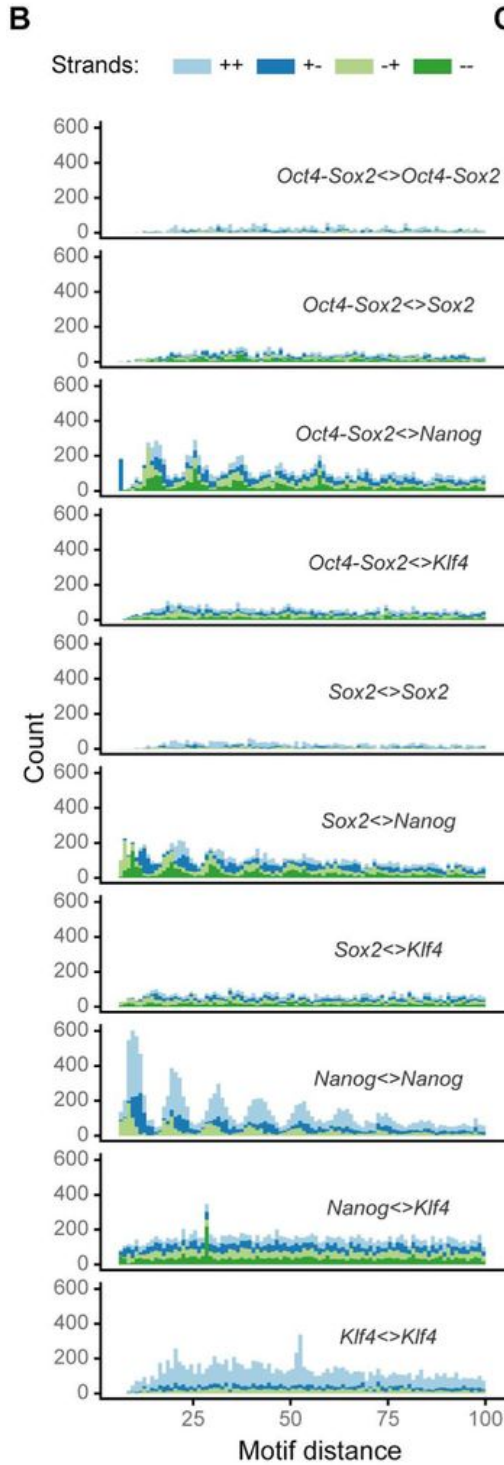 B
C
Strands: ++ +- -+ --
600
400
200
0
Oct4-Sox2<>Oct4-Sox2
600
400
200
0
Oct4-Sox2<>Sox2
600
400
200
0
Oct4-Sox2<>Nanog
600
400
200
0
Oct4-Sox2<>Klf4
600
400
200
0
Sox2<>Sox2
Count
600
400
200
0
Sox2<>Nanog
600
400
200
0
Sox2<>Klf4
600
400
200
0
Nanog<>Nanog
600
400
200
0
Nanog<>Klf4
600
400
200
0
Klf4<>Klf4
25 50 75 100
Motif distance